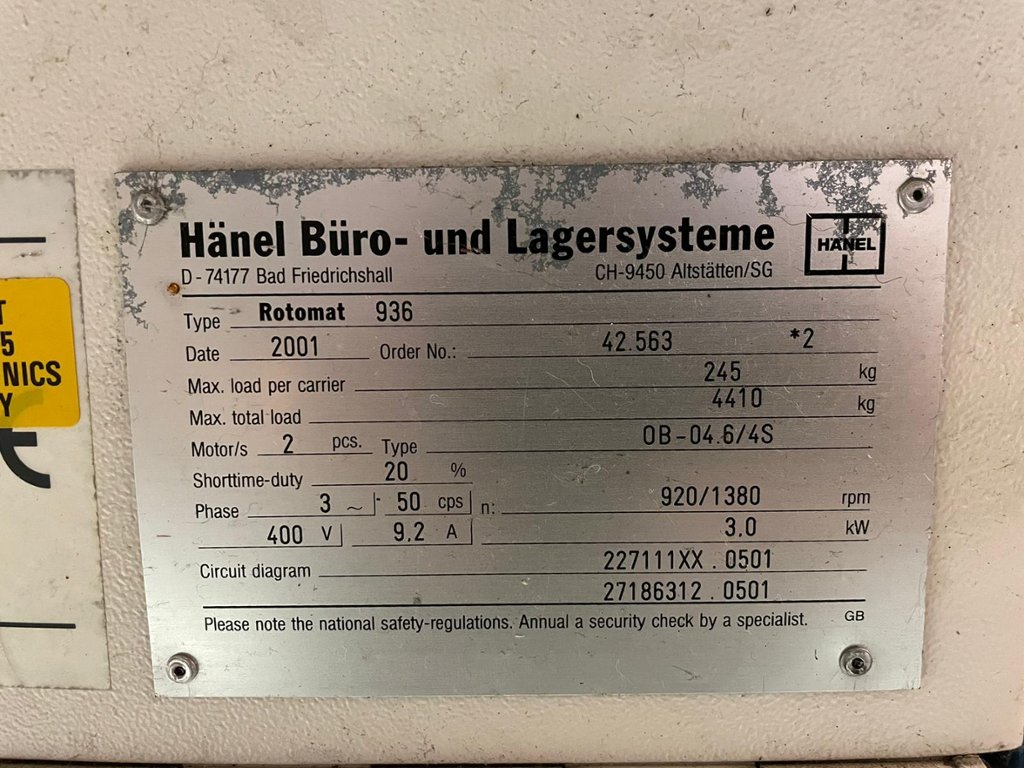 Hänel Büro- und Lagersysteme
HÄNEL
D-74177 Bad Friedrichshall CH-9450 Altstätten/SG
Type Rotomat 936
Date 2001 Order No.: 42.563 *2
Max. load per carrier 245 kg
Max. total load 4410 kg
Motor/s 2 pcs. Type OB-04.6/4S
Shorttime-duty 20 %
Phase 3 ~ 50 cps n: 920/1380 rpm
400 V 9.2 A 3.0 kW
Circuit diagram 227111XX.0501
27186312.0501
Please note the national safety-regulations. Annual a security check by a specialist. GB
T
5
NICS
Y